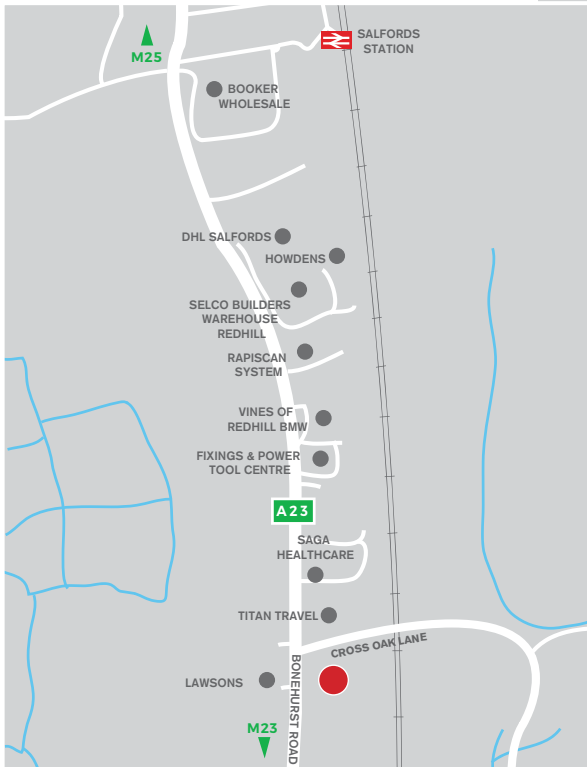 SALFORDS
STATION
M25
BOOKER
WHOLESALE
DHL SALFORDS
HOWDENS
SELCO BUILDERS
WAREHOUSE
REDHILL
RAPISCAN
SYSTEM
VINES OF
REDHILL BMW
FIXINGS & POWER
TOOL CENTRE
A23
SAGA
HEALTHCARE
TITAN TRAVEL
CROSS OAK LANE
LAWSONS
BONEHURST ROAD
M23